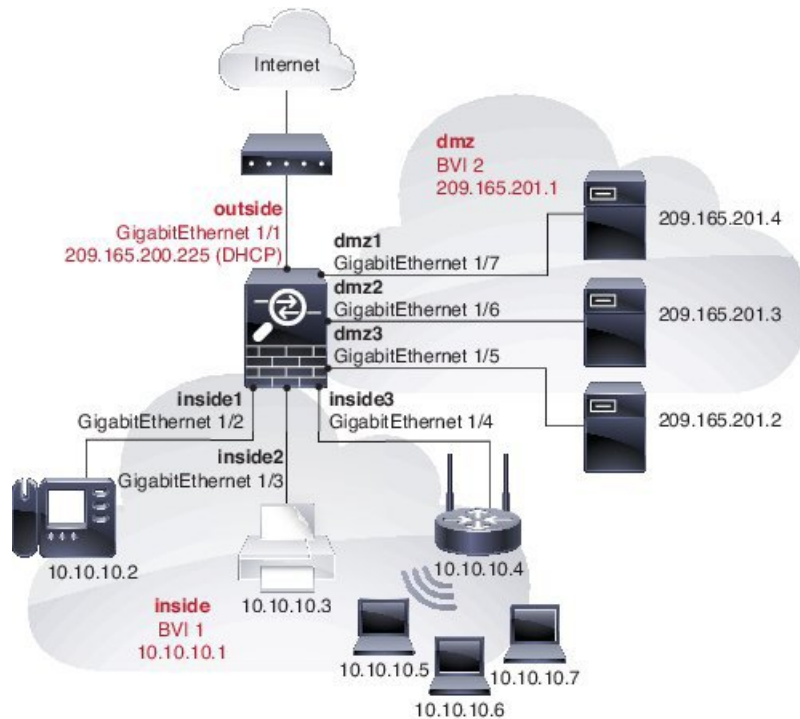 Internet
dmz
BVI 2
209.165.201.1
outside
GigabitEthernet 1/1
209.165.200.225 (DHCP)
dmz1
GigabitEthernet 1/7
209.165.201.4
dmz2
GigabitEthernet 1/6
209.165.201.3
dmz3
GigabitEthernet 1/5
209.165.201.2
inside1
GigabitEthernet 1/2
inside3
GigabitEthernet 1/4
inside2
GigabitEthernet 1/3
10.10.10.2
10.10.10.3
10.10.10.4
inside
BVI 1
10.10.10.1
10.10.10.5
10.10.10.6
10.10.10.7